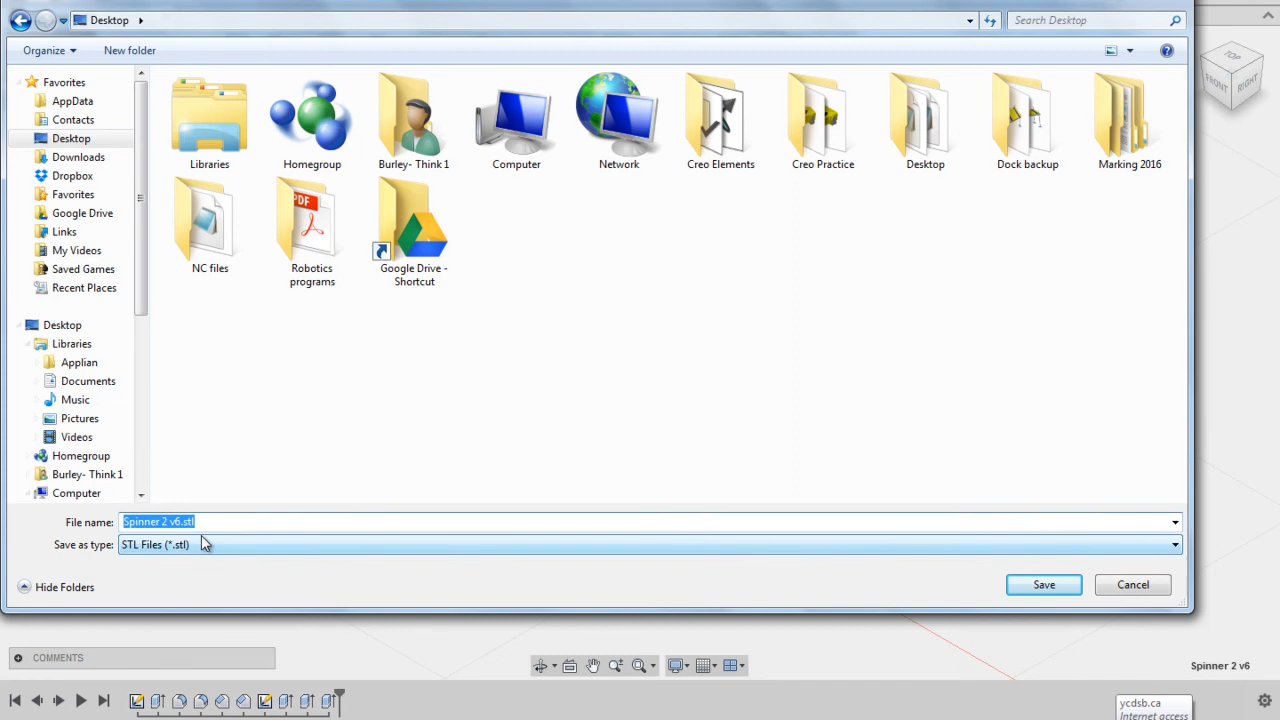 Desktop
Search Desktop
Organize
New folder
TOP
FRONT
RIGHT
Favorites
AppData
Contacts
Desktop
Downloads
Dropbox
Favorites
Google Drive
Links
My Videos
Saved Games
Recent Places
Desktop
Libraries
Applian
Documents
Music
Pictures
Videos
Homegroup
Burley- Think 1
Computer
Libraries
Homegroup
Burley- Think 1
Computer
Network
Creo Elements
Creo Practice
Desktop
Dock backup
Marking 2016
NC files
PDF
Robotics
programs
Google Drive -
Shortcut
File name: Spinner 2 v6.stl
Save as type: STL Files (*.stl)
Hide Folders
Save
Cancel
COMMENTS
Spinner 2 v6
ycdsb.ca
Internet access